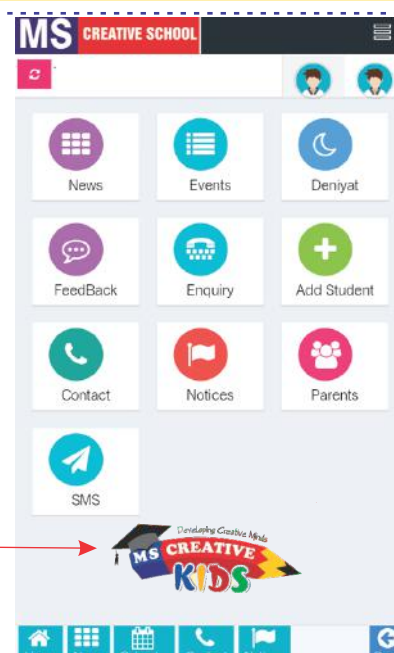 MS CREATIVE SCHOOL
News Events Deniyat
FeedBack Enquiry Add Student
Contact Notices Parents
SMS
Developing Creative Minds
MS CREATIVE
KIDS